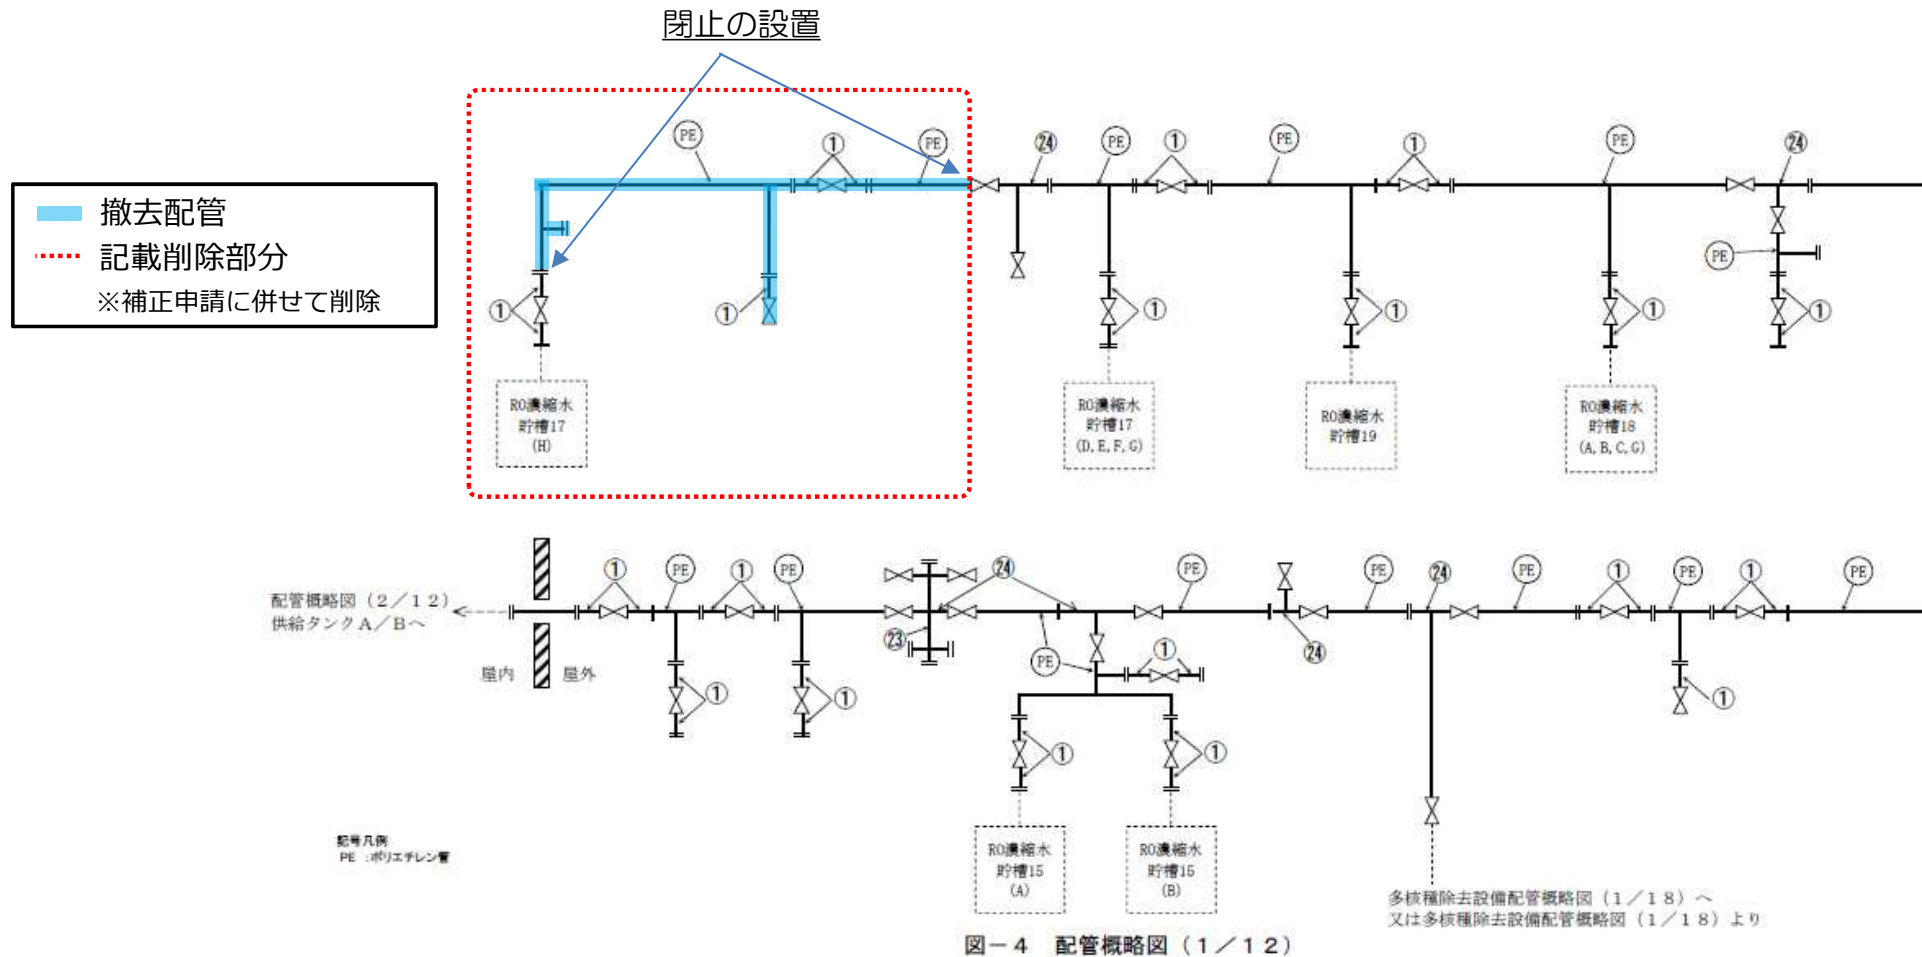 閉止の設置
撤去配管
記載削除部分
※補正申請に併せて削除
PE
①
PE
㉔
PE
①
PE
①
PE
㉔
PE
①
①
①
①
①
①
RO濃縮水
貯槽17
(H)
RO濃縮水
貯槽17
(D, E, F, G)
RO濃縮水
貯槽19
RO濃縮水
貯槽18
(A, B, C, G)
配管概略図(2/12)
供給タンクA/Bへ
屋内
屋外
①
PE
①
PE
㉔
PE
PE
㉔
PE
①
PE
①
PE
㉓
PE
①
㉔
①
①
①
①
①
RO濃縮水
貯槽15
(A)
RO濃縮水
貯槽15
(B)
記号凡例
PE :ポリエチレン管
多核種除去設備配管概略図(1/18)へ
又は多核種除去設備配管概略図(1/18)より
図-4 配管概略図(1/12)